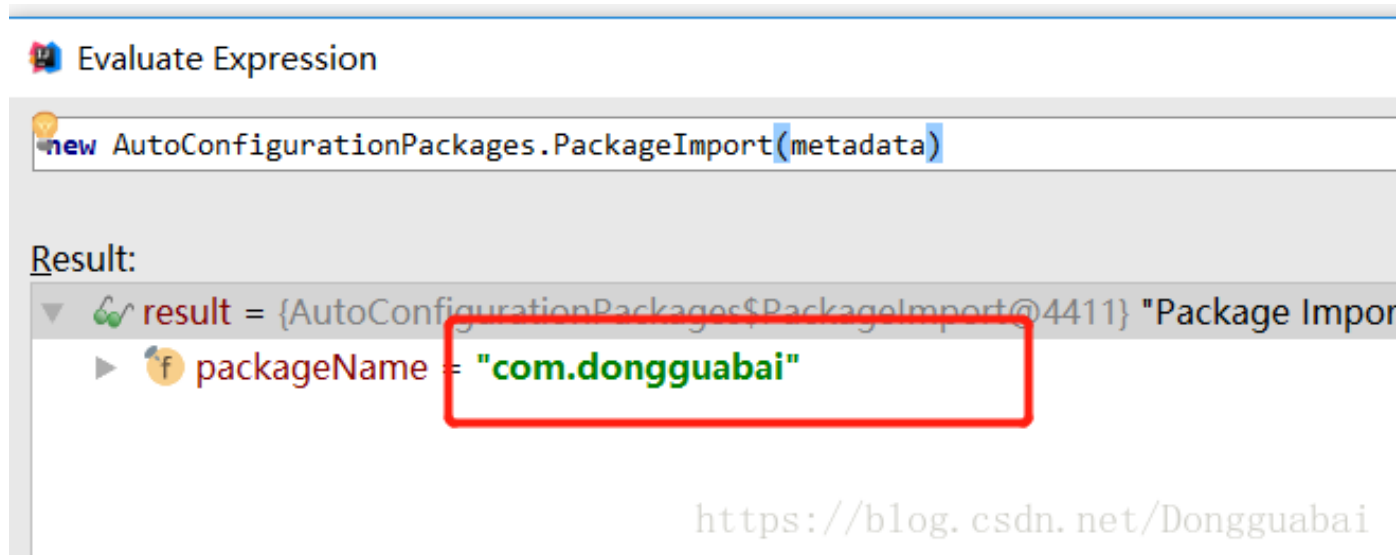 Evaluate Expression
new AutoConfigurationPackages.PackageImport(metadata)
Result:
result = {AutoConfigurationPackages$PackageImport@4411} "Package Impor
packageName = "com.dongguabai"
https://blog.csdn.net/Dongguabai